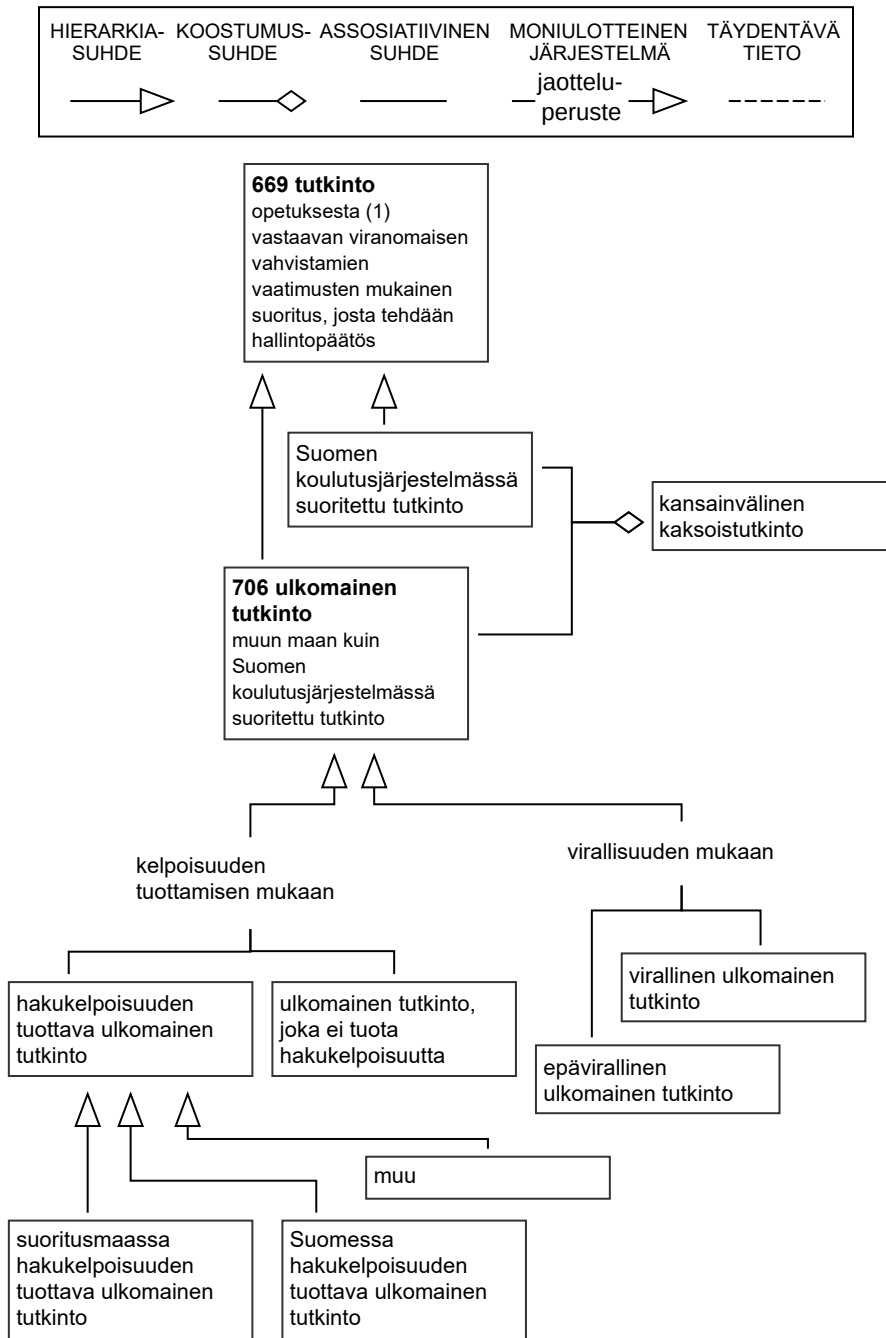 HIERARKIA-
SUHDE
KOOSTUMUS-
SUHDE
ASSOSIATIIVINEN
SUHDE
MONIULOTTEINEN
JÄRJESTELMÄ
jaottelu-
peruste
TÄYDENTÄVÄ
TIETO
669 tutkinto
opetuksesta (1)
vastaavan viranomaisen
vahvistamien
vaatimusten mukainen
suoritus, josta tehdään
hallintopäätös
Suomen
koulutusjärjestelmässä
suoritettu tutkinto
kansainvälinen
kaksoistutkinto
706 ulkomainen
tutkinto
muun maan kuin
Suomen
koulutusjärjestelmässä
suoritettu tutkinto
kelpoisuuden
tuottamisen mukaan
virallisuuden mukaan
hakukelpoisuuden
tuottava ulkomainen
tutkinto
ulkomainen tutkinto,
joka ei tuota
hakukelpoisuutta
virallinen ulkomainen
tutkinto
epävirallinen
ulkomainen tutkinto
muu
suoritusmaassa
hakukelpoisuuden
tuottava ulkomainen
tutkinto
Suomessa
hakukelpoisuuden
tuottava ulkomainen
tutkinto